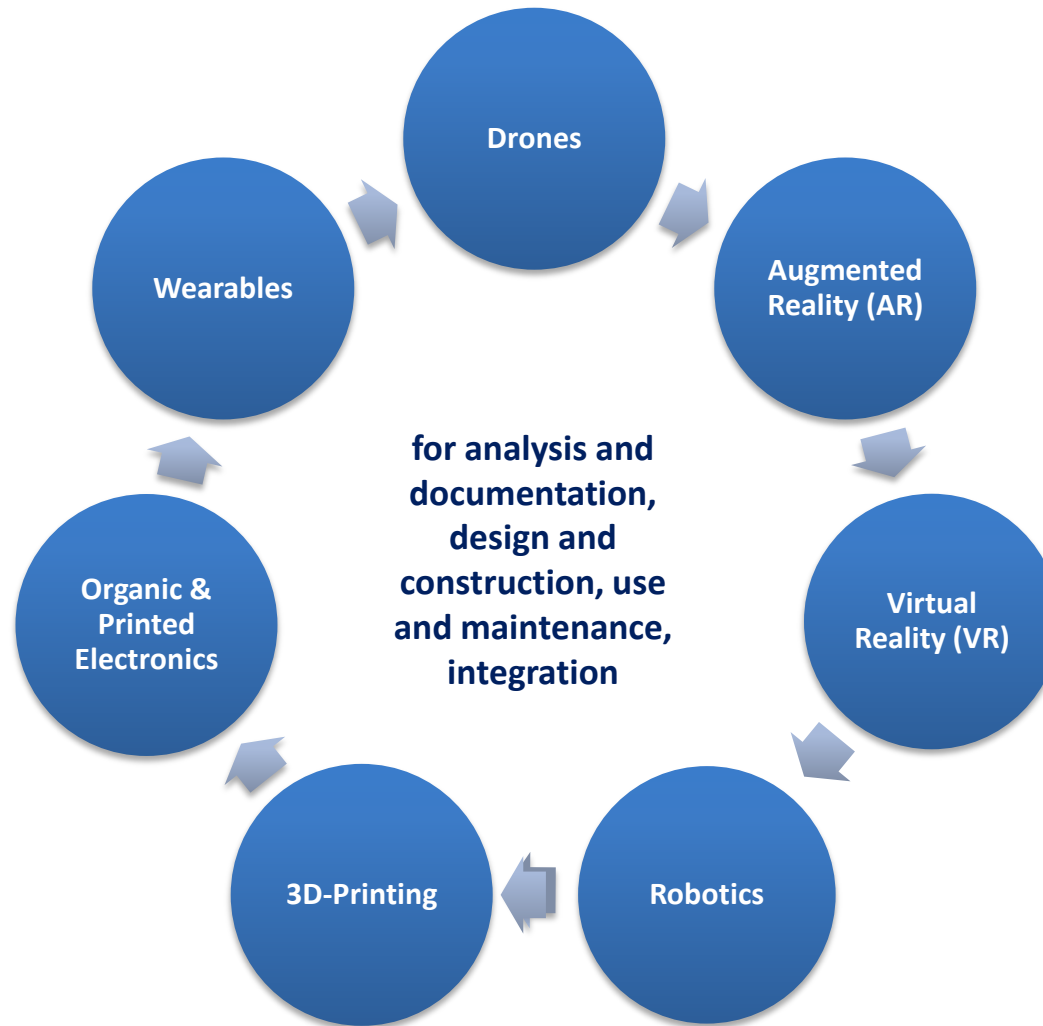 Drones
Augmented
Reality (AR)
Virtual
Reality (VR)
Robotics
3D-Printing
Organic &
Printed
Electronics
Wearables
for analysis and
documentation,
design and
construction, use
and maintenance,
integration